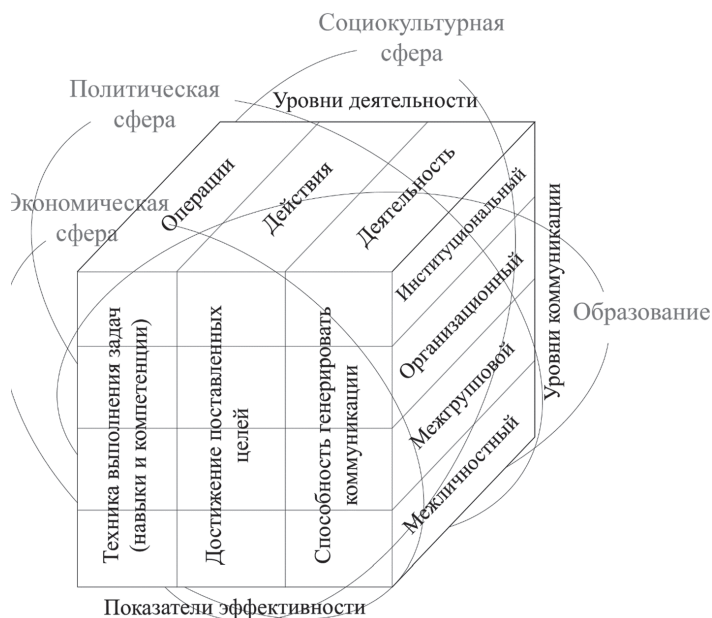 Социокультурная
сфера
Политическая
сфера
Уровни деятельности
Экономическая
сфера
Операции
Действия
Деятельность
Институциональный
Организационный
Межгрупповой
Межличностный
Уровни коммуникации
Образование
Техника выполнения задач
(навыки и компетенции)
Достижение поставленных
целей
Способность генерировать
коммуникации
Показатели эффективности